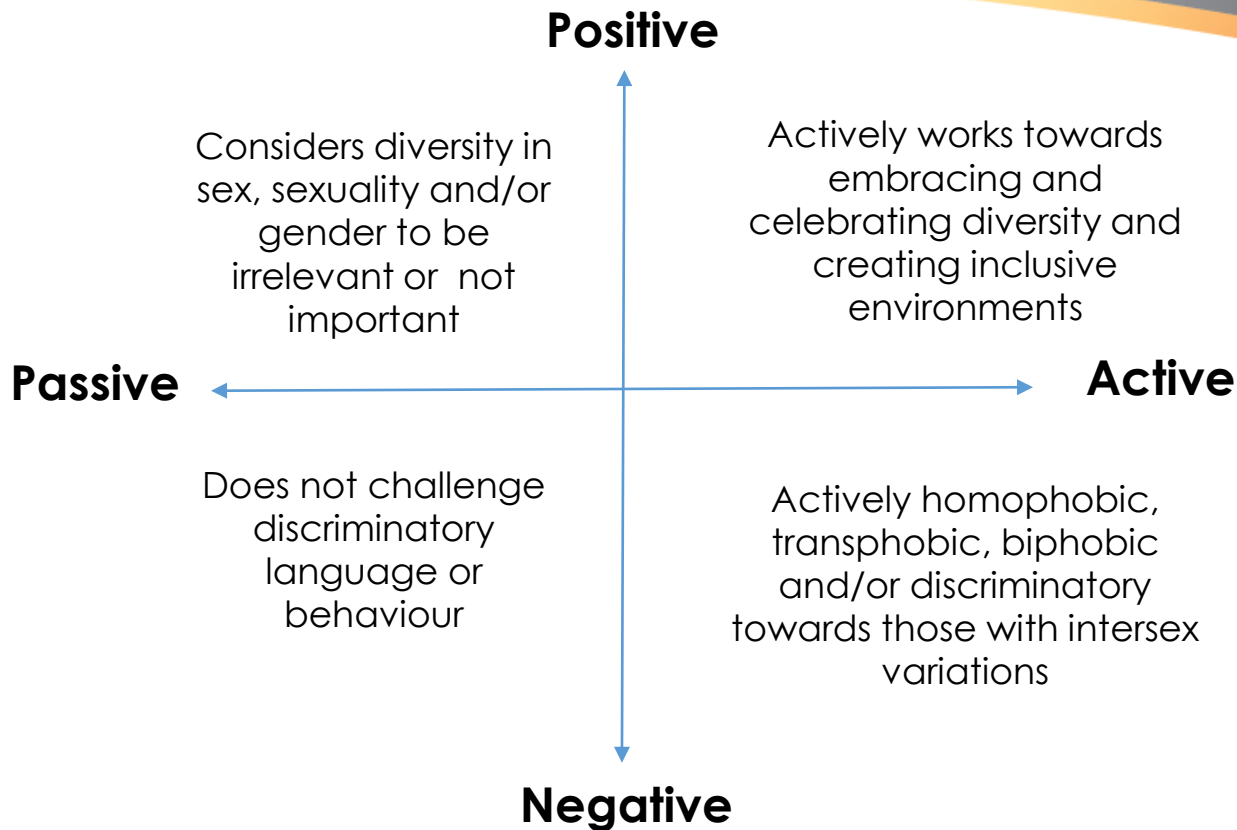 Positive
Considers diversity in
sex, sexuality and/or
gender to be
irrelevant or  not
important
Actively works towards
embracing and
celebrating diversity and
creating inclusive
environments
Passive
Active
Does not challenge
discriminatory
language or
behaviour
Actively homophobic,
transphobic, biphobic
and/or discriminatory
towards those with intersex
variations
Negative